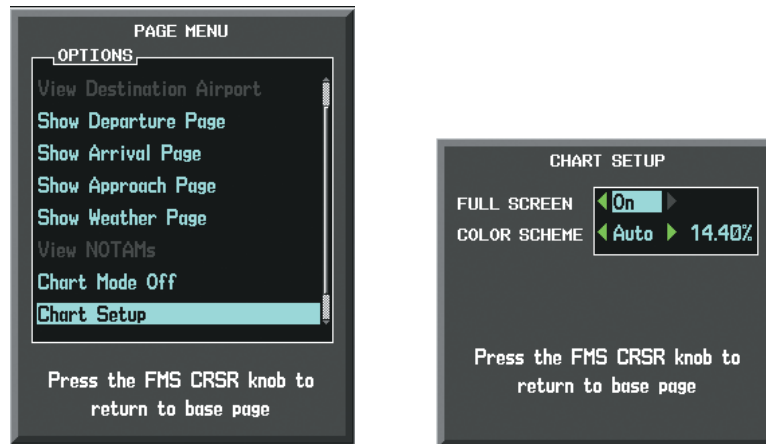 PAGE MENU
OPTIONS
View Destination Airport
Show Departure Page
Show Arrival Page
Show Approach Page
Show Weather Page
View NOTAMs
Chart Mode Off
Chart Setup
Press the FMS CRSR knob to
return to base page
CHART SETUP
FULL SCREEN On
COLOR SCHEME Auto 14.40%
Press the FMS CRSR knob to
return to base page